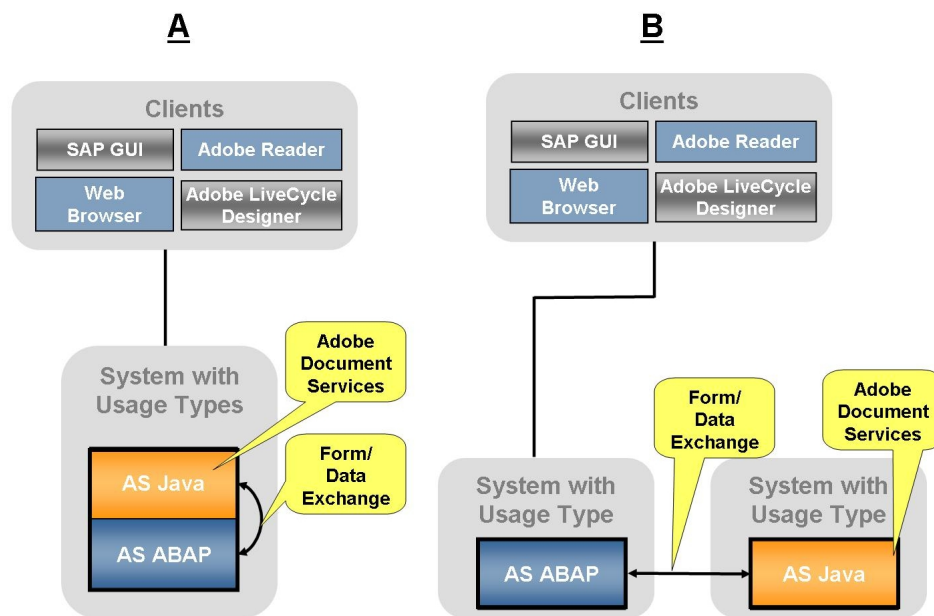 A
Clients
SAP GUI
Adobe Reader
Web
Browser
Adobe LiveCycle
Designer
System with
Usage Types
Adobe
Document
Services
AS Java
AS ABAP
Form/
Data
Exchange
B
Clients
SAP GUI
Adobe Reader
Web
Browser
Adobe LiveCycle
Designer
System with
Usage Type
AS ABAP
Form/
Data
Exchange
Adobe
Document
Services
System with
Usage Type
AS Java